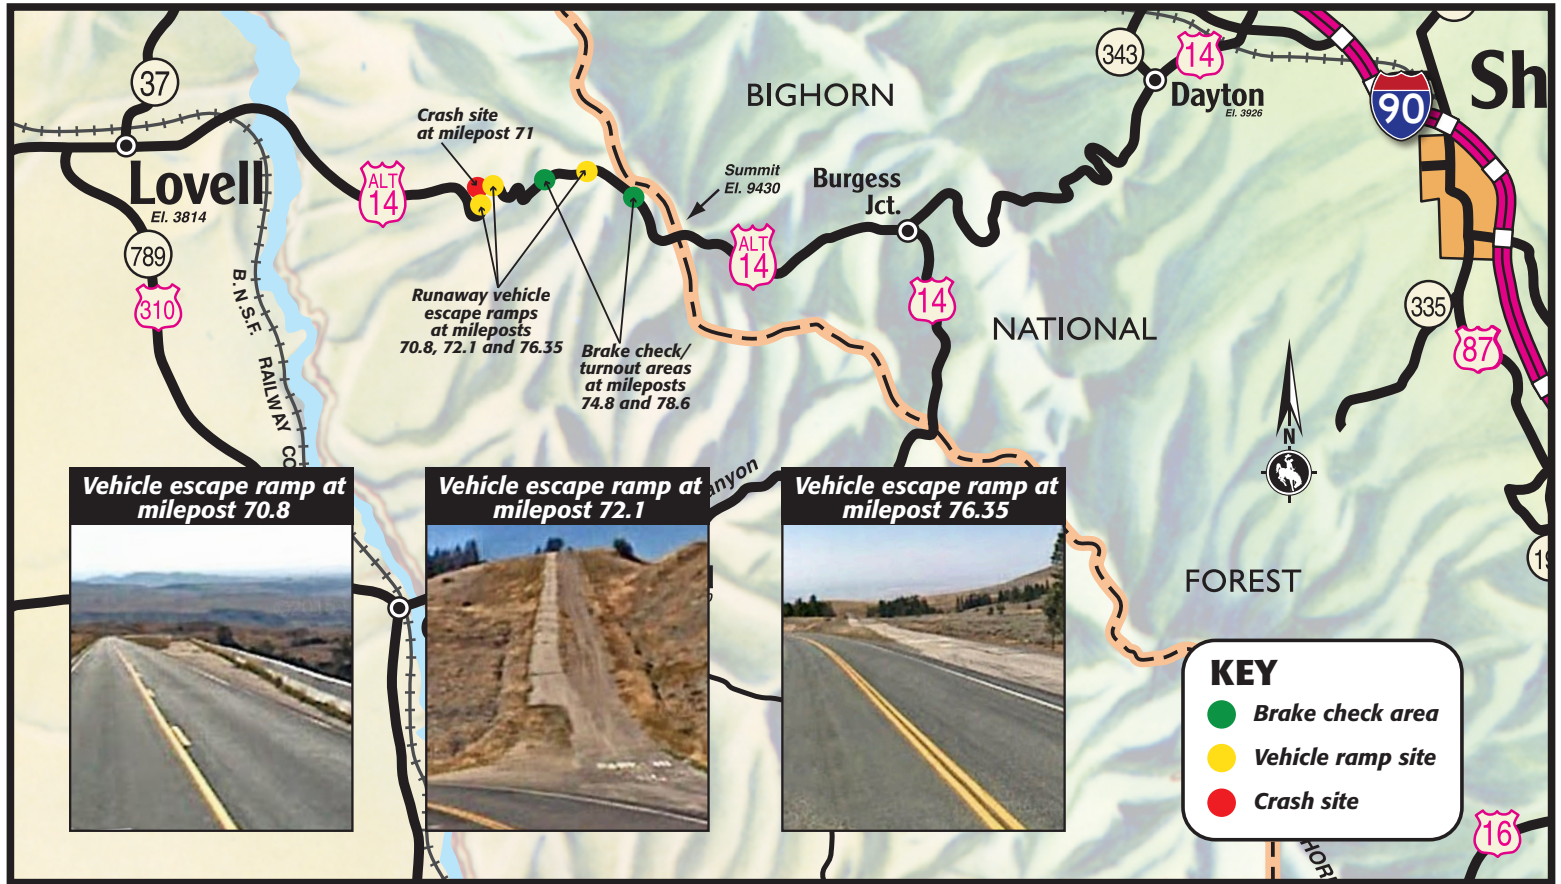 37
Lovell
El. 3814
789
310
B.N.S.F. RAILWAY CO
ALT
14
Crash site
at milepost 71
Runaway vehicle
escape ramps
at mileposts
70.8, 72.1 and 76.35
Brake check/
turnout areas
at mileposts
74.8 and 78.6
BIGHORN
Summit
El. 9430
ALT
14
Burgess
Jct.
14
NATIONAL
FOREST
343
14
Dayton
El. 3926
90
Sh
335
87
N
19
16
anyon
Vehicle escape ramp at
milepost 70.8
Vehicle escape ramp at
milepost 72.1
Vehicle escape ramp at
milepost 76.35
KEY
Brake check area
Vehicle ramp site
Crash site
HORN